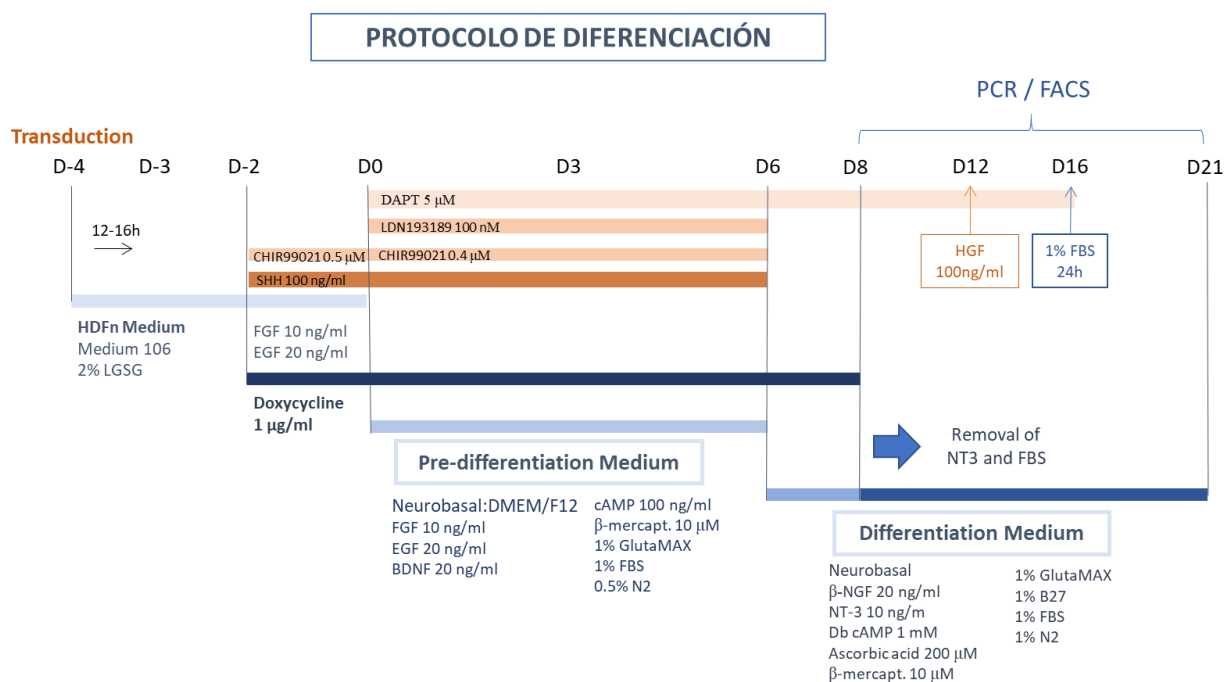 PROTOCOLO DE DIFERENCIACIÓN
PCR / FACS
Transduction
D-4
D-3
D-2
D0
D3
D6
D8
D12
D16
D21
DAPT 5 μM
LDN193189 100 nM
12-16h
CHIR99021 0.5 μM
CHIR99021 0.4 μM
SHH 100 ng/ml
HGF
100ng/ml
1% FBS
24h
HDFn Medium
Medium 106
2% LGSG
FGF 10 ng/ml
EGF 20 ng/ml
Doxycycline
1 μg/ml
Removal of
NT3 and FBS
Pre-differentiation Medium
Neurobasal:DMEM/F12
FGF 10 ng/ml
EGF 20 ng/ml
BDNF 20 ng/ml
cAMP 100 ng/ml
β-mercapt. 10 μM
1% GlutaMAX
1% FBS
0.5% N2
Differentiation Medium
Neurobasal
β-NGF 20 ng/ml
NT-3 10 ng/m
Db cAMP 1 mM
Ascorbic acid 200 μM
β-mercapt. 10 μM
1% GlutaMAX
1% B27
1% FBS
1% N2